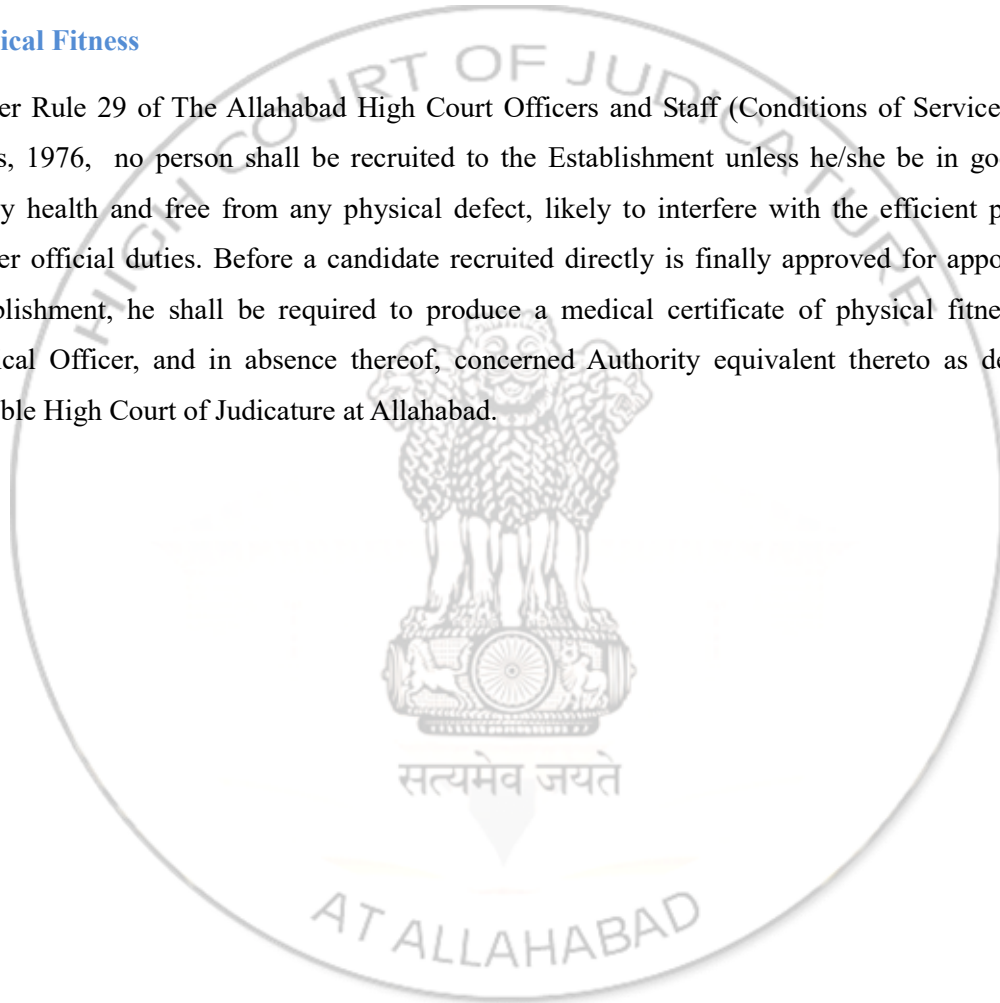 ical Fitness
er Rule 29 of The Allahabad High Court Officers and Staff (Conditions of Service
s, 1976, no person shall be recruited to the Establishment unless he/she be in go
y health and free from any physical defect, likely to interfere with the efficient p
er official duties. Before a candidate recruited directly is finally approved for appo
blishment, he shall be required to produce a medical certificate of physical fitne
ical Officer, and in absence thereof, concerned Authority equivalent thereto as de
ble High Court of Judicature at Allahabad.
HIGH COURT OF JUDICATURE
सत्यमेव जयते
AT ALLAHABAD